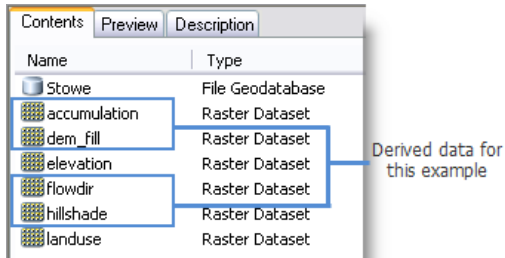 Contents Preview Description
Name Type
Stowe File Geodatabase
accumulation Raster Dataset
dem_fill Raster Dataset
elevation Raster Dataset
flowdir Raster Dataset
hillshade Raster Dataset
landuse Raster Dataset
Derived data for
this example